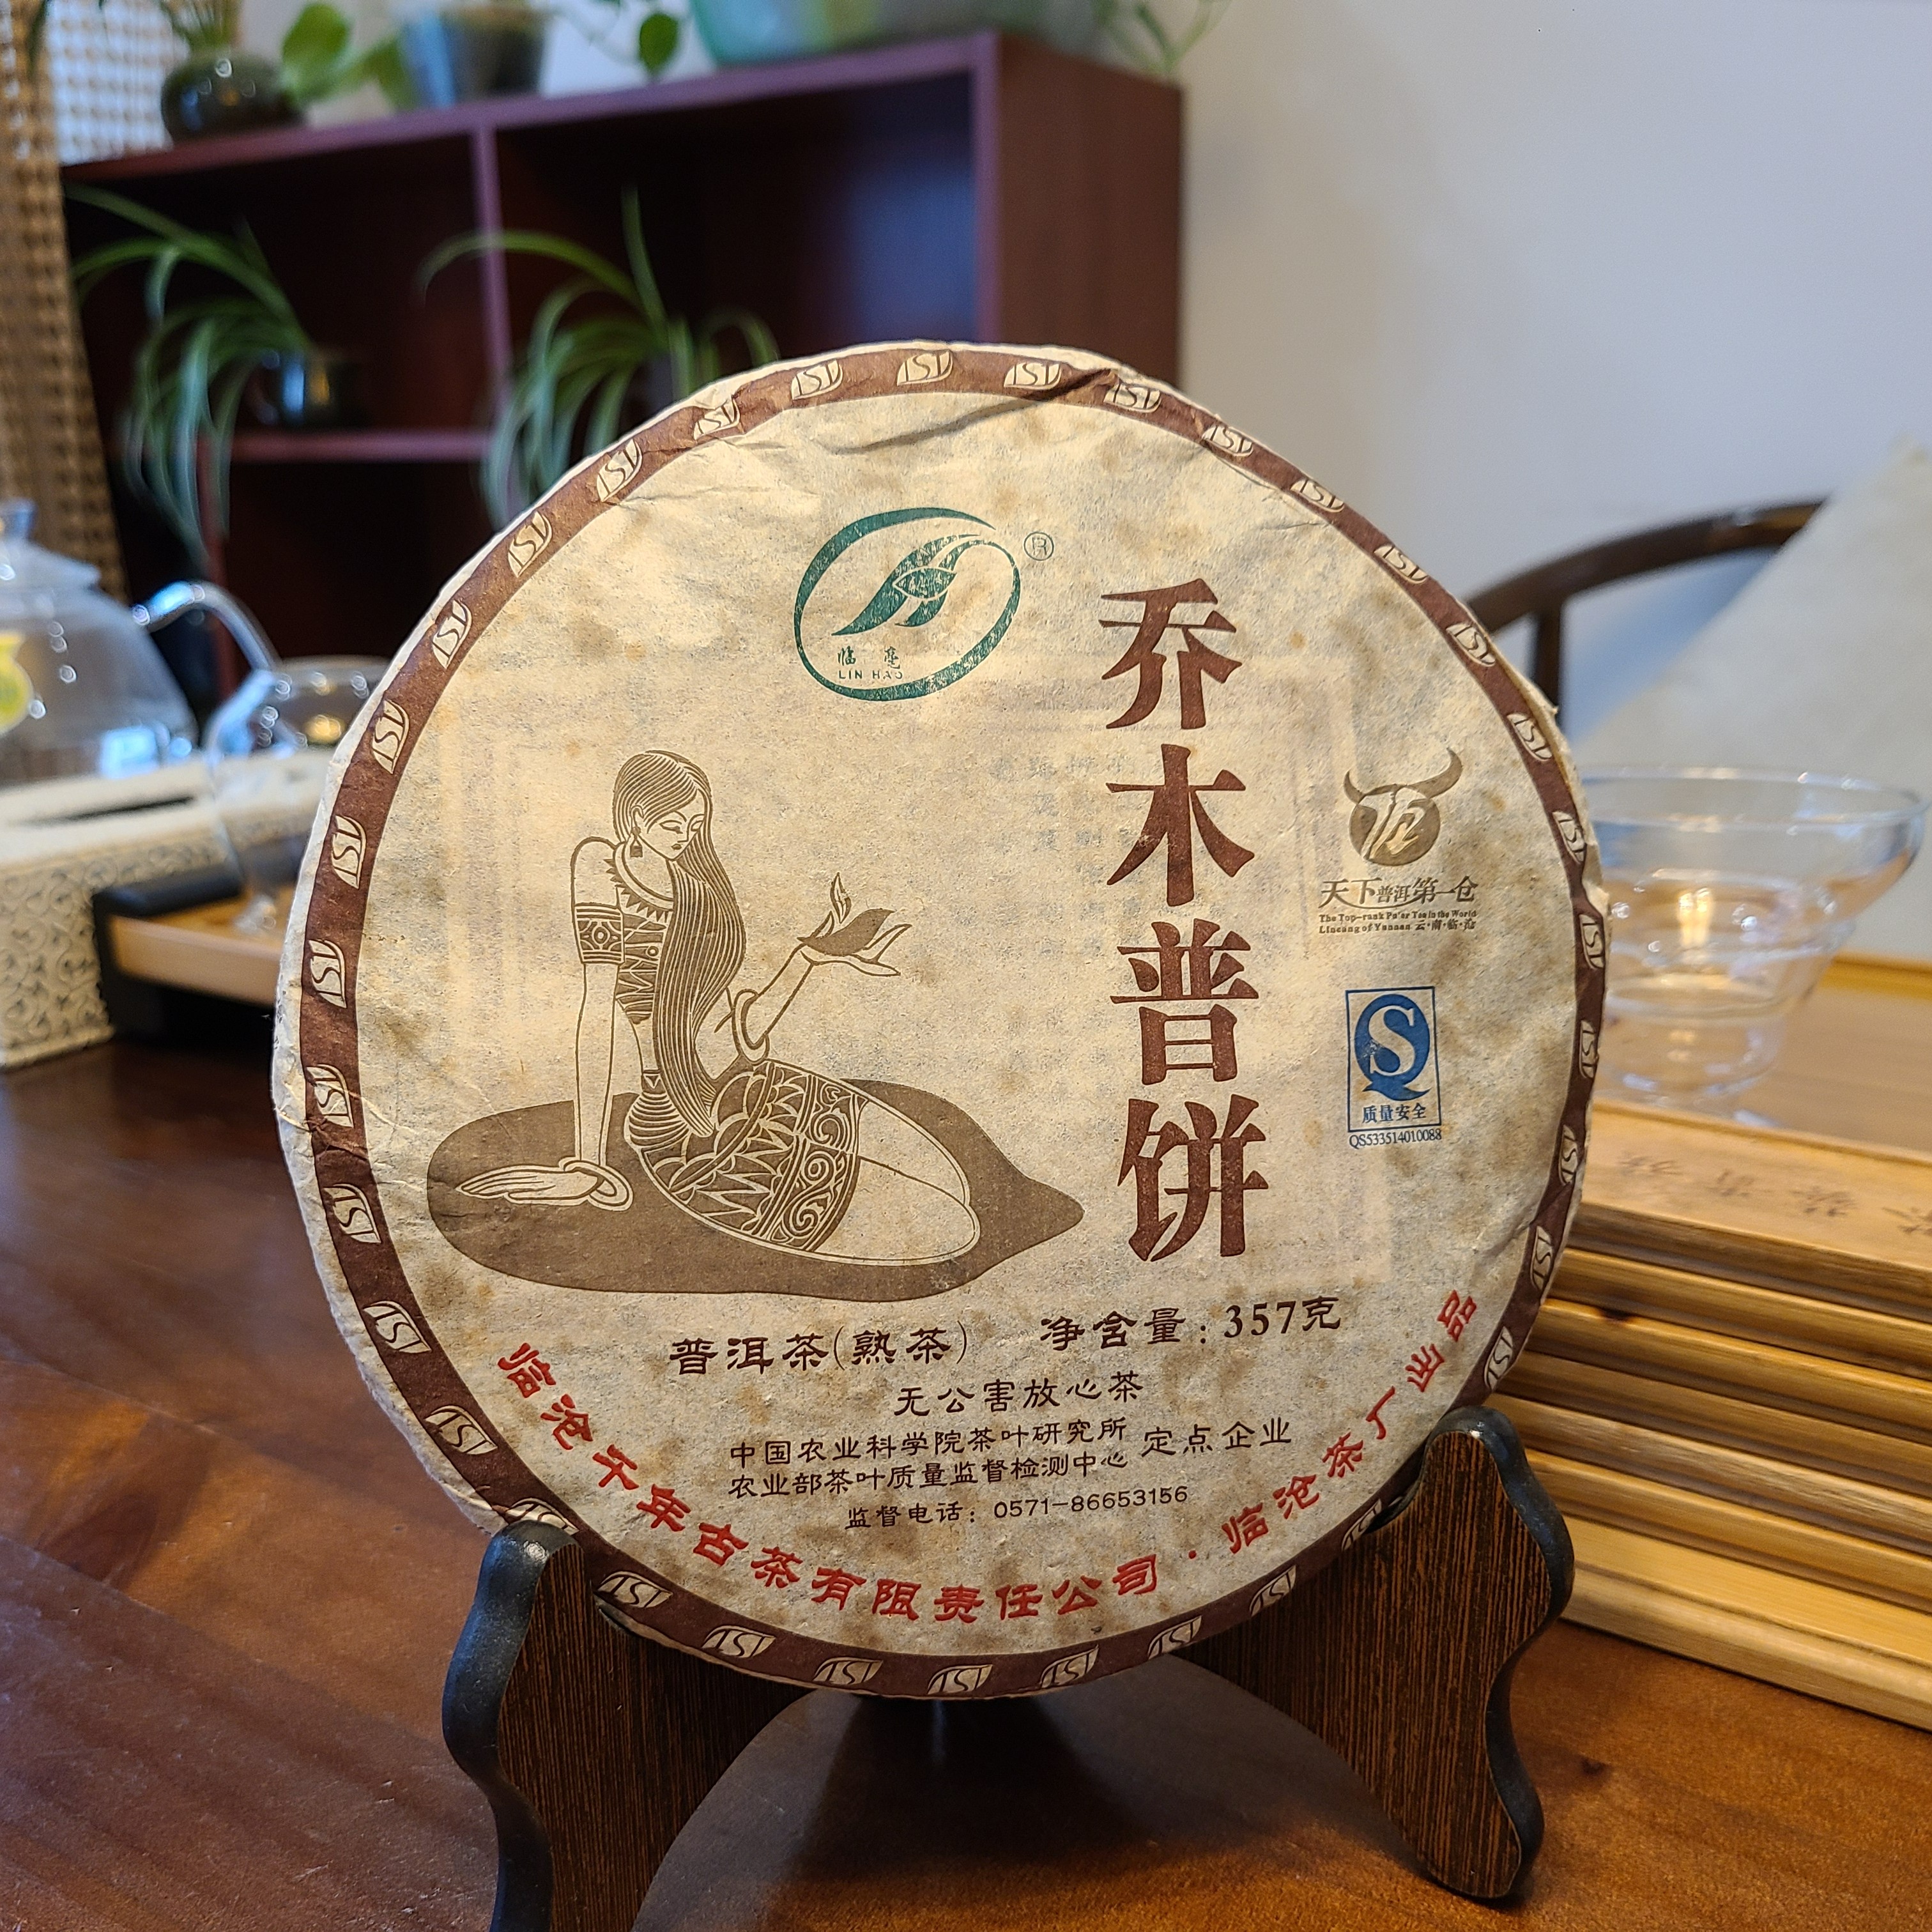 临毫
LIN HAO
®
乔木普饼
天下普洱第一仓
The Top-rank Pu'er Tea in the World
Lincang of Yunnan 云·南·临·沧
质量安全
QS533514010088
普洱茶(熟茶) 净含量:357克
无公害放心茶
中国农业科学院茶叶研究所
农业部茶叶质量监督检测中心 定点企业
监督电话：0571-86653156
临沧千年古茶有限责任公司·临沧茶厂出品